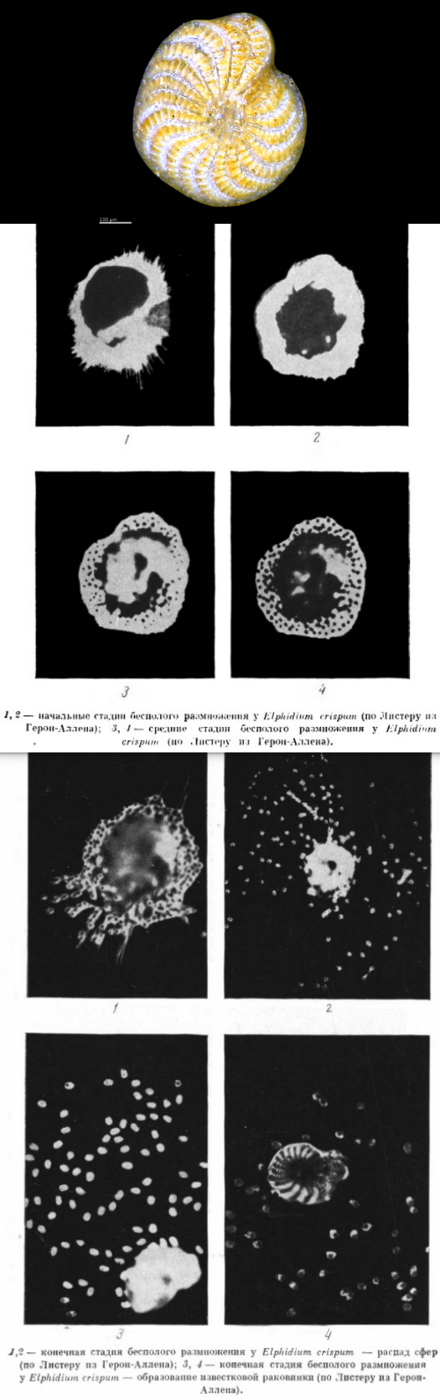 100 µm
1
2
3
4
1, 2 — начальные стадии бесполого размножения у Elphidium crispum (по Листеру из
Герон-Аллена); 3, 4 — средние стадии бесполого размножения у Elphidium
crispum (по Листеру из Герон-Аллена).
1
2
3
4
1,2 — конечная стадия бесполого размножения у Elphidium crispum — распад сфер
(по Листеру из Герон-Аллена); 3, 4 — конечная стадия бесполого размножения
у Elphidium crispum — образование известковой раковинки (по Листеру из Герон-
Аллена).